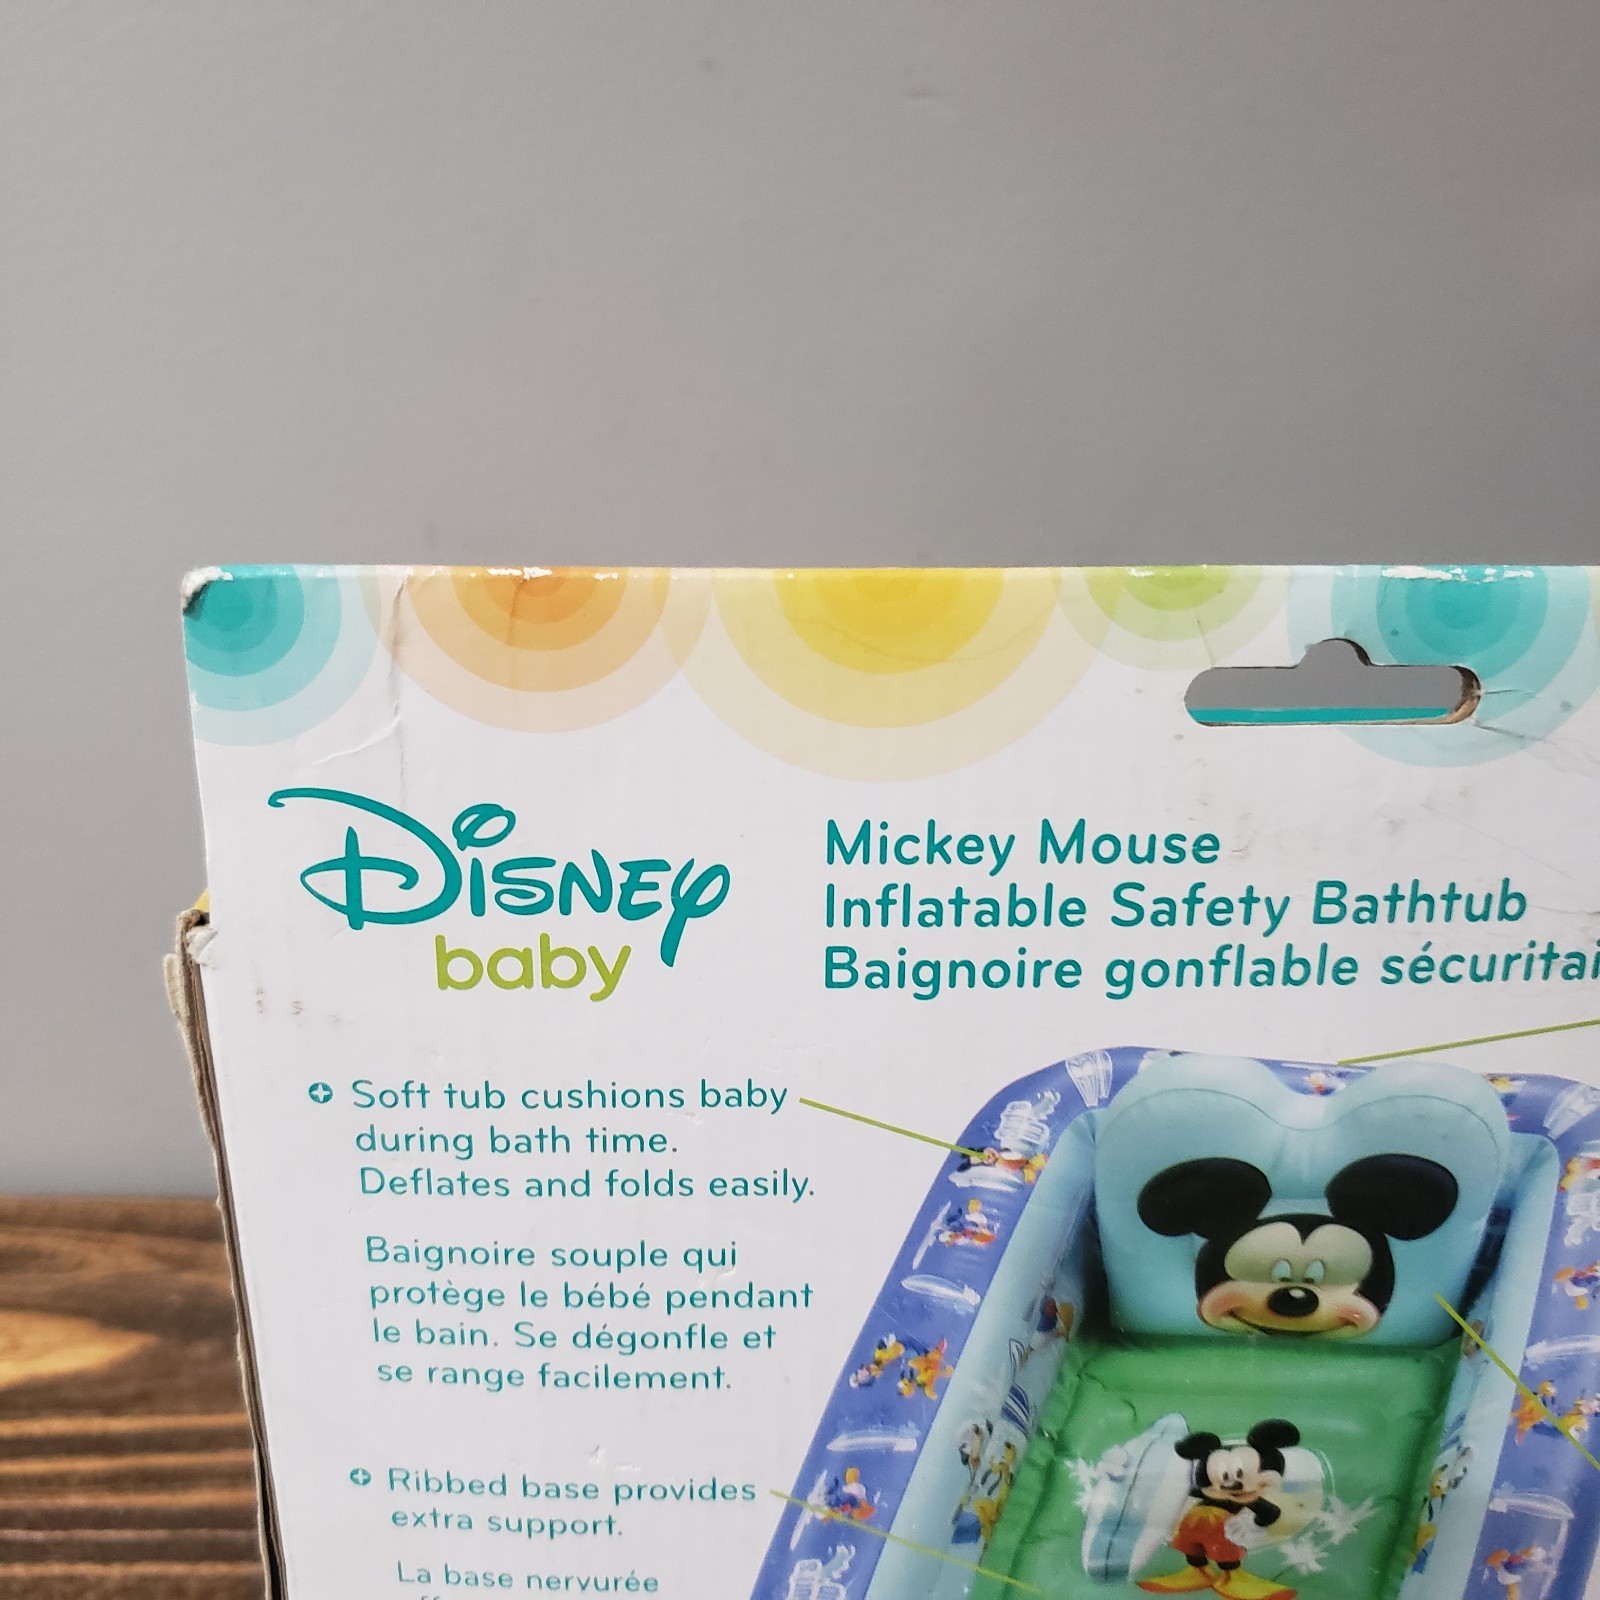 Disney
baby
Mickey Mouse
Inflatable Safety Bathtub
Baignoire gonflable
Soft tub cushions baby
during bath time.
Deflates and folds easily.
Baignoire souple qui
protège le bébé pendant
le bain. Se dégonfle et
se range facilement.
Ribbed base provides
extra support.
La base nervurée